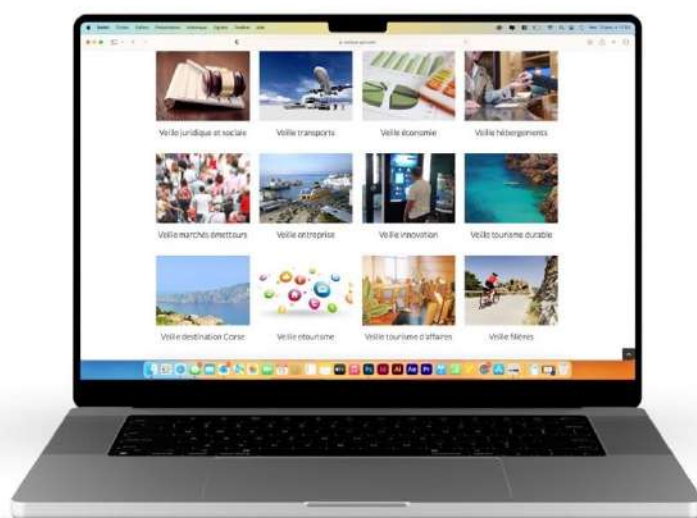 Veille juridique et sociale
Veille transports
Veille économie
Veille hébergements
Veille marchés émetteurs
Veille entreprise
Veille innovation
Veille tourisme durable
Veille destination Corse
Veille etourisme
Veille tourisme d'affaires
Veille filières